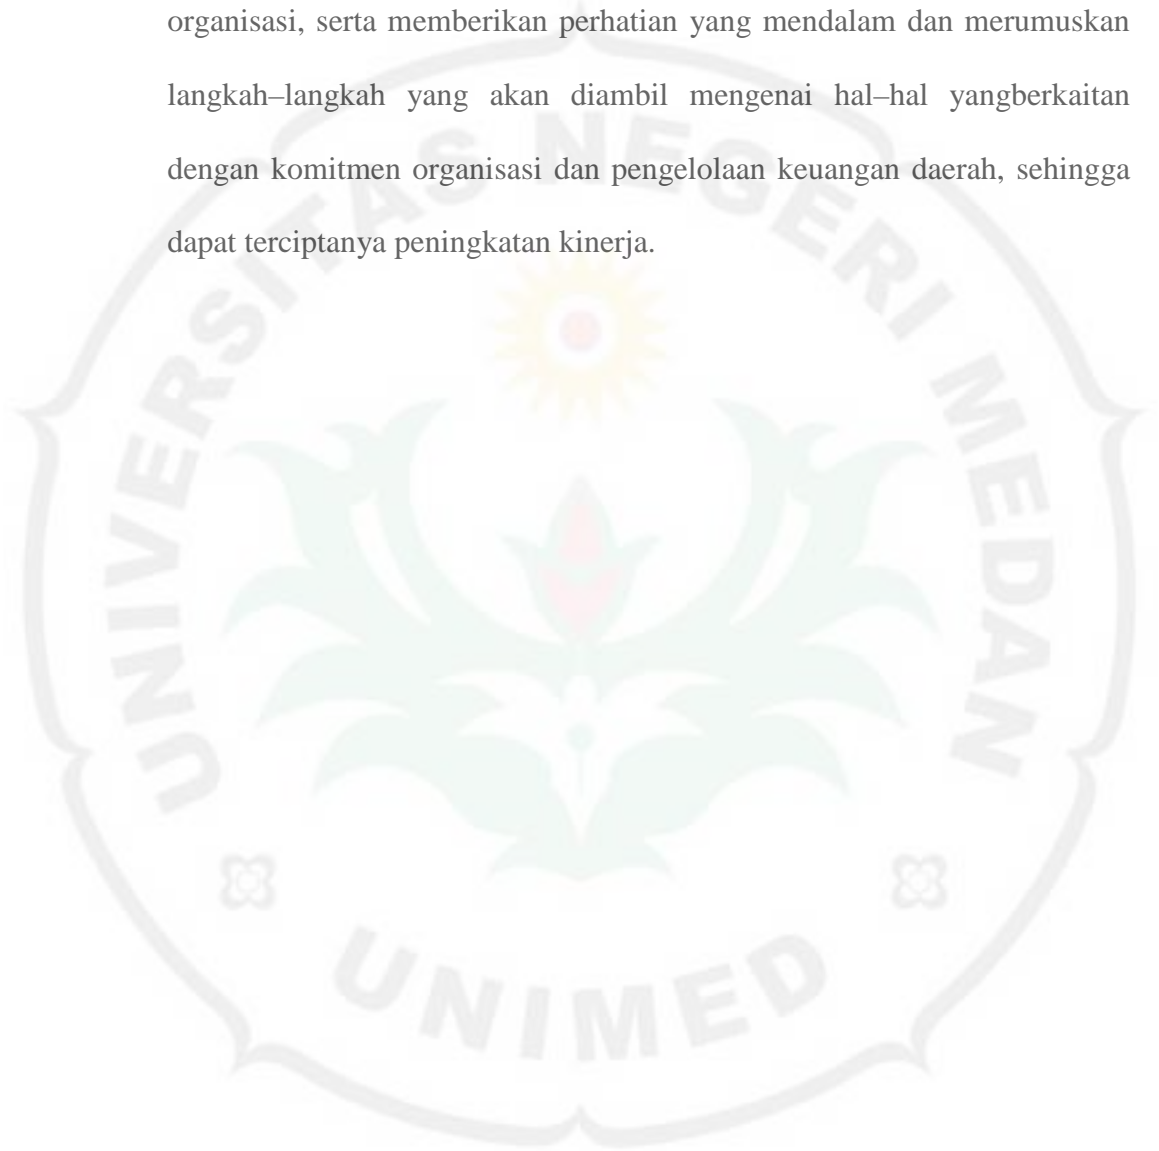 organisasi, serta memberikan perhatian yang mendalam dan merumuskan
langkah–langkah yang akan diambil mengenai hal–hal yangberkaitan
dengan komitmen organisasi dan pengelolaan keuangan daerah, sehingga
dapat terciptanya peningkatan kinerja.
UNIVERSITAS NEGERI MEDAN
UNIMED